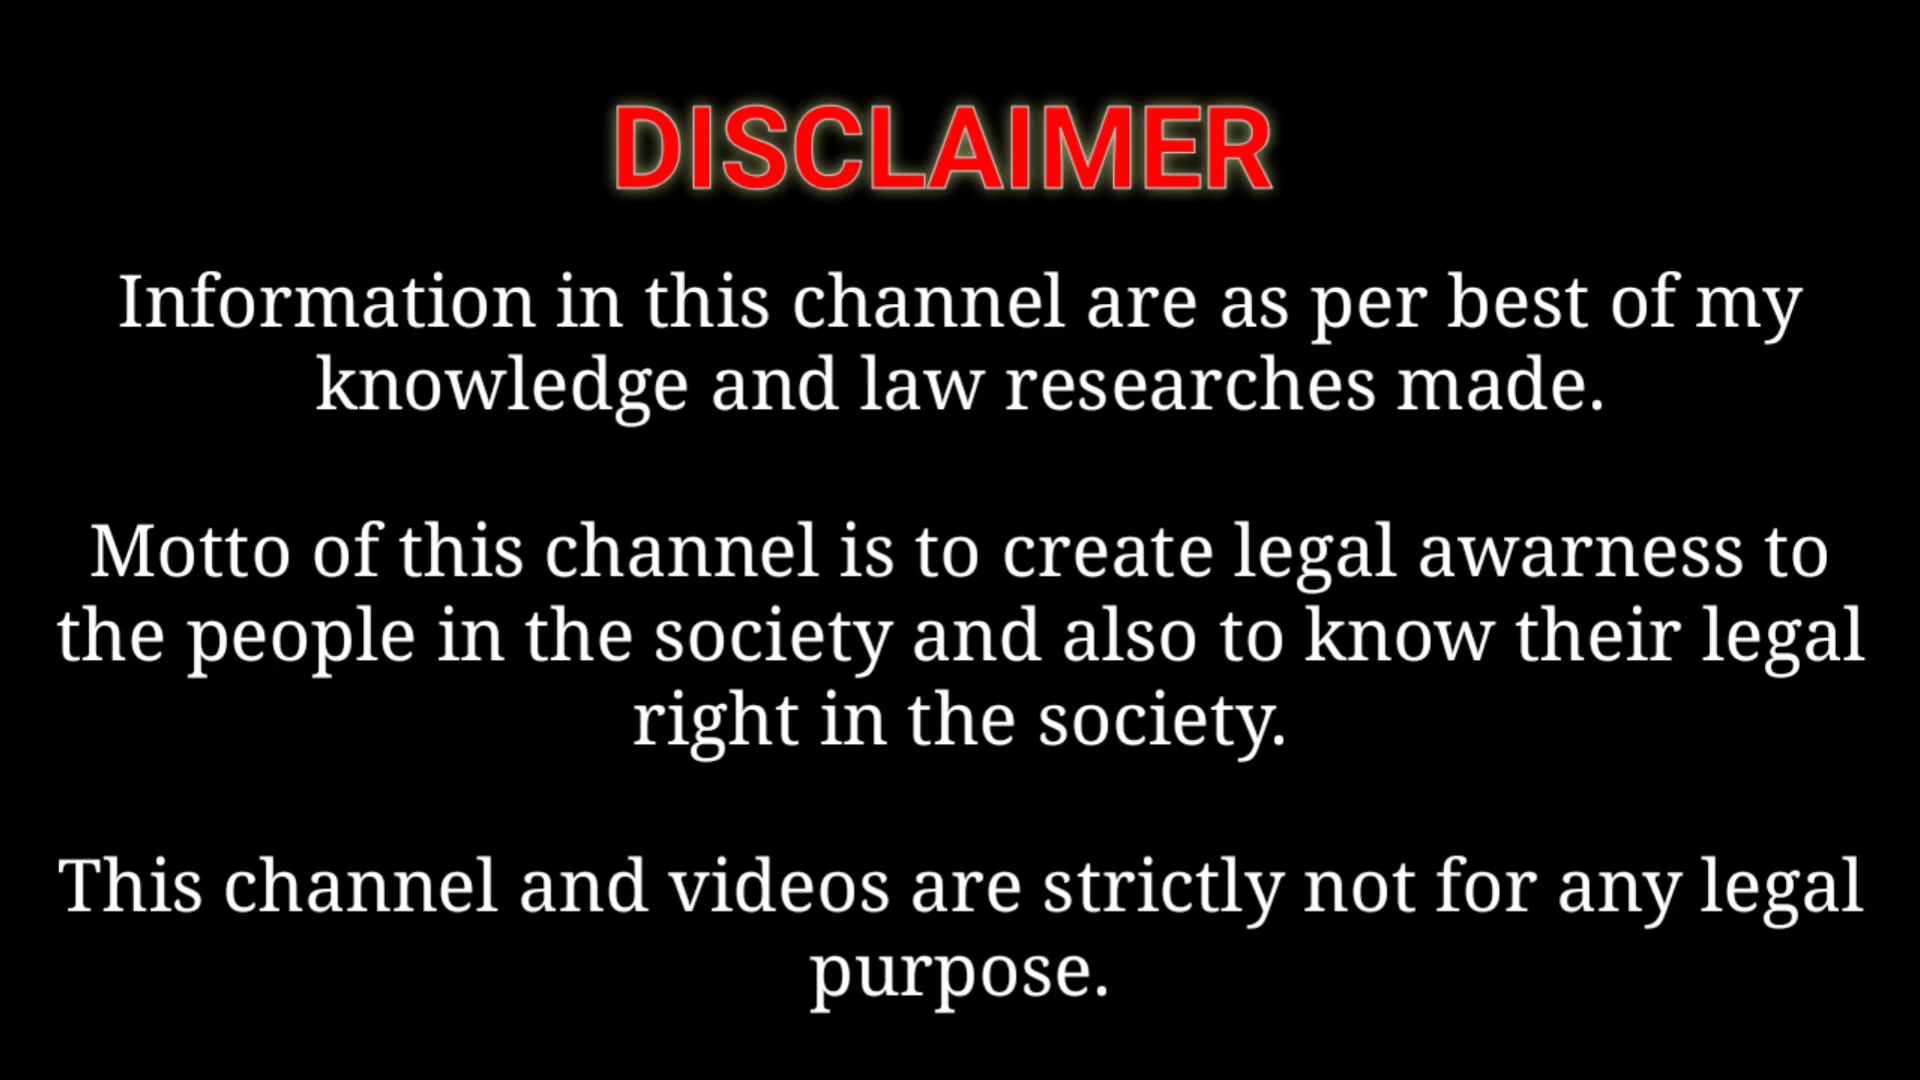 DISCLAIMER
Information in this channel are as per best of my
knowledge and law researches made.
Motto of this channel is to create legal awarness to
the people in the society and also to know their legal
right in the society.
This channel and videos are strictly not for any legal
purpose.